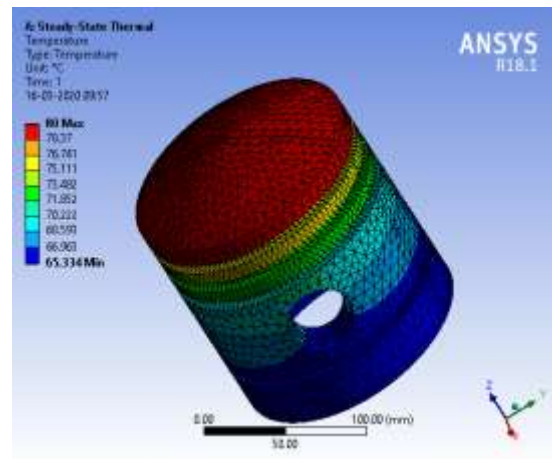 A: Steady-State Thermal
Temperature
Type: Temperature
Unit: °C
Time: 1
16-03-2020 09:57
80 Max
78.37
76.741
75.111
73.482
71.852
70.222
68.593
66.963
65.334 Min
ANSYS
R18.1
0.00
100.00 (mm)
50.00
Z
Y
X